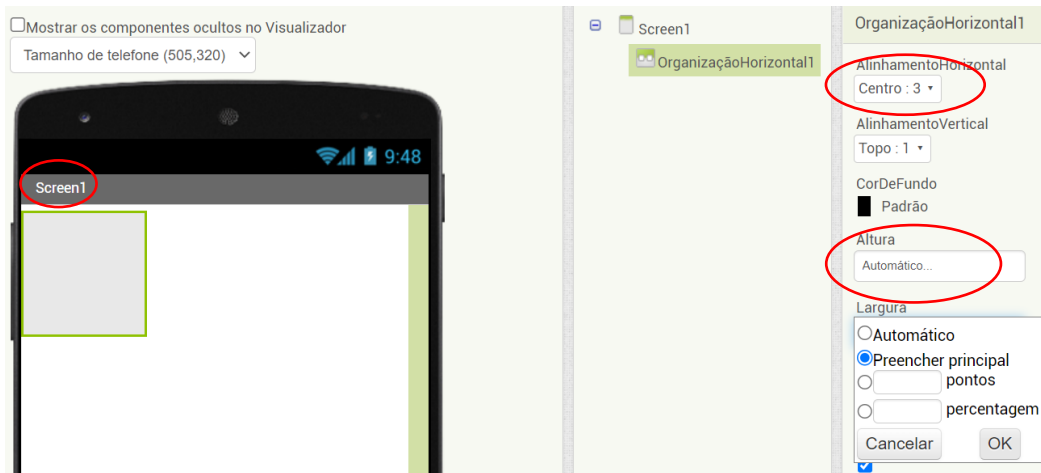 Mostrar os componentes ocultos no Visualizador
Tamanho de telefone (505,320)
9:48
Screen1
Screen1
OrganizaçãoHorizontal1
OrganizaçãoHorizontal1
AlinhamentoHorizontal
Centro : 3
AlinhamentoVertical
Topo : 1
CorDeFundo
Padrão
Altura
Automático...
Largura
Automático
Preencher principal
pontos
percentagem
Cancelar OK